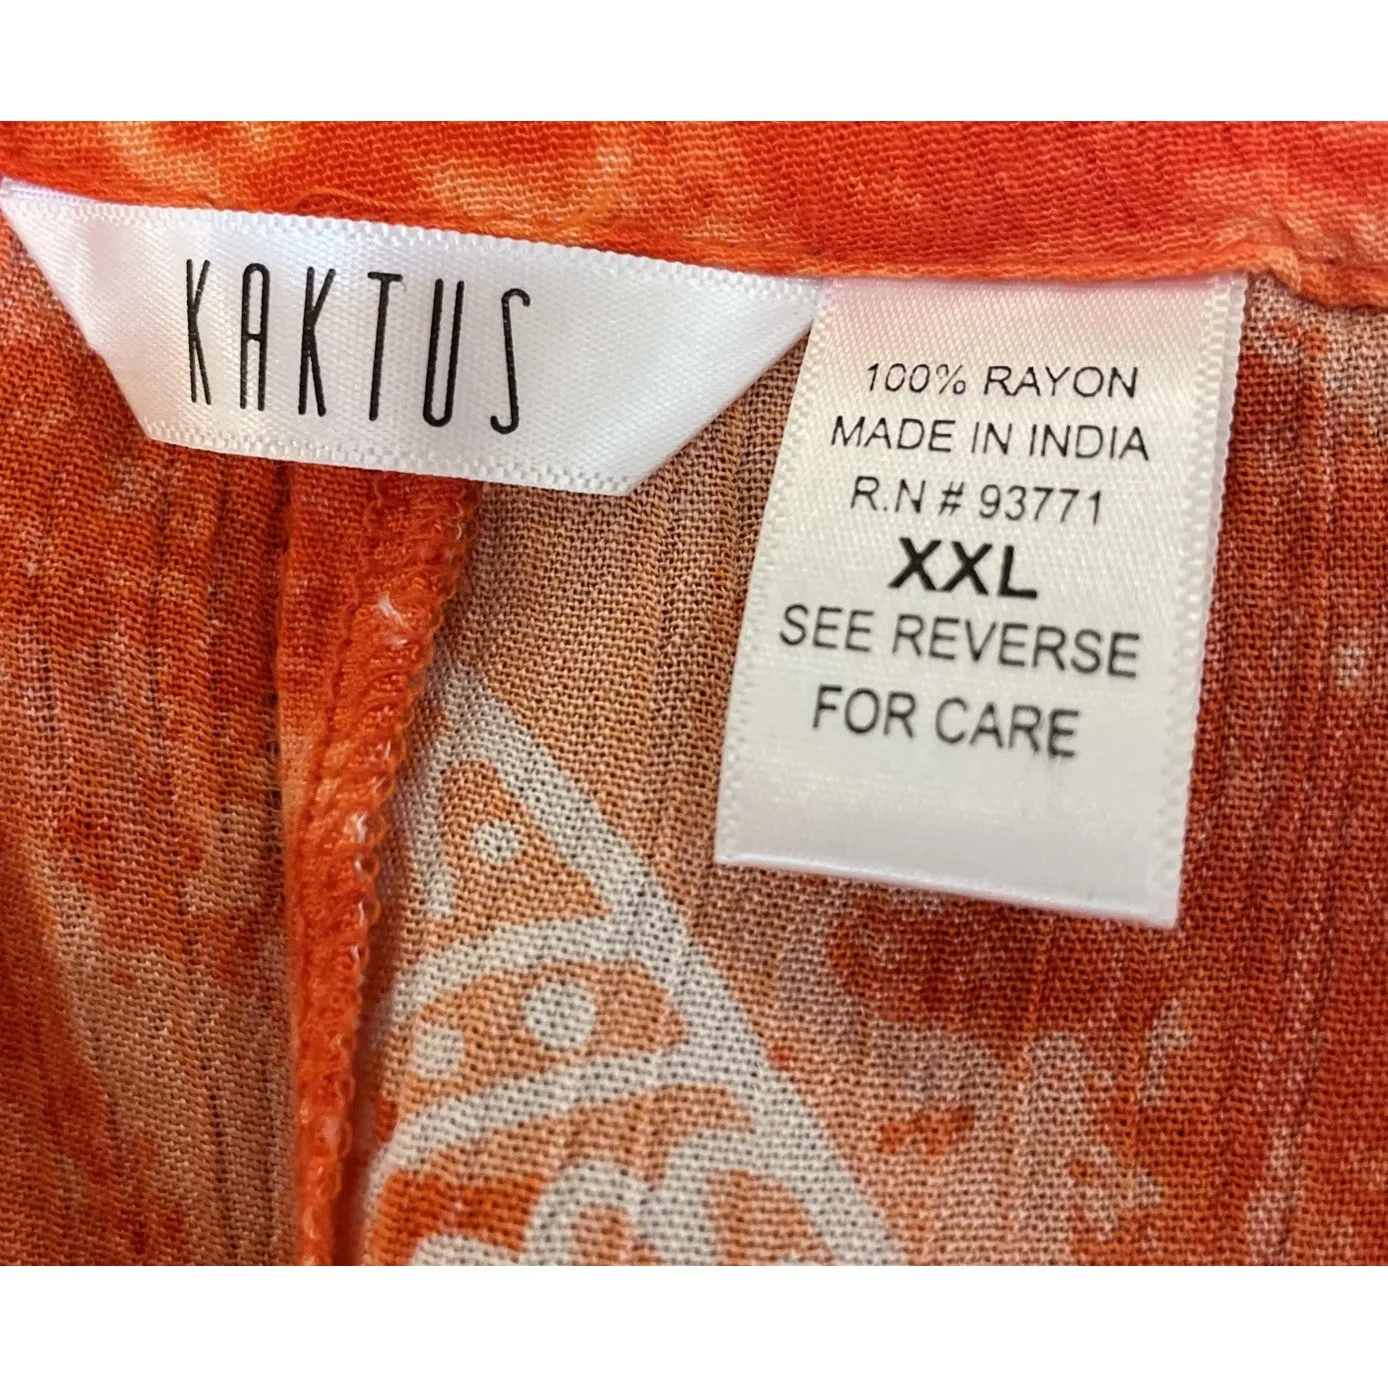 KAKTUS
100% RAYON
MADE IN INDIA
R.N # 93771
XXL
SEE REVERSE
FOR CARE